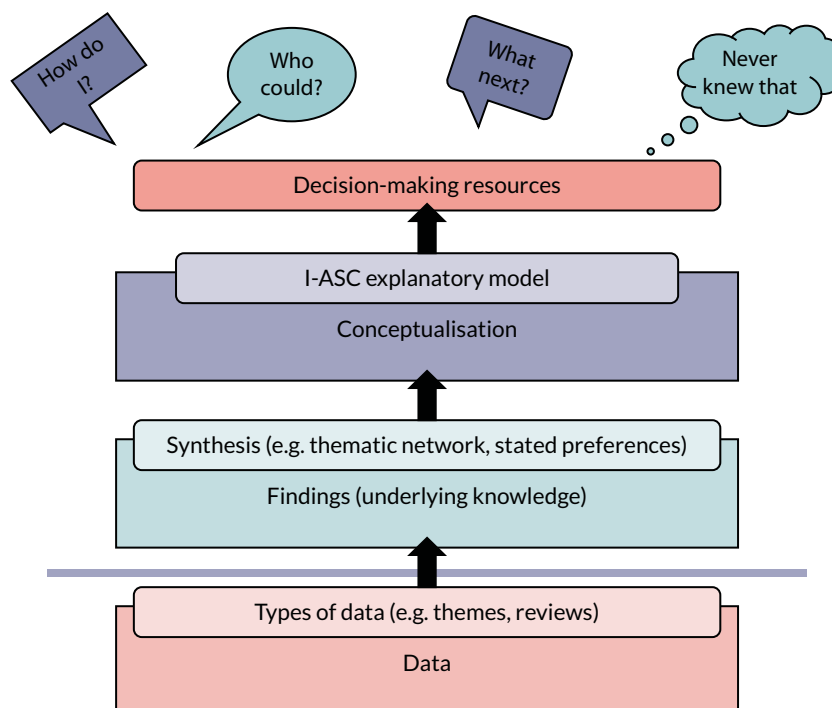 How do
I?
Who
could?
What
next?
Never
knew that
Decision-making resources
I-ASC explanatory model
Conceptualisation
Synthesis (e.g. thematic network, stated preferences)
Findings (underlying knowledge)
Types of data (e.g. themes, reviews)
Data